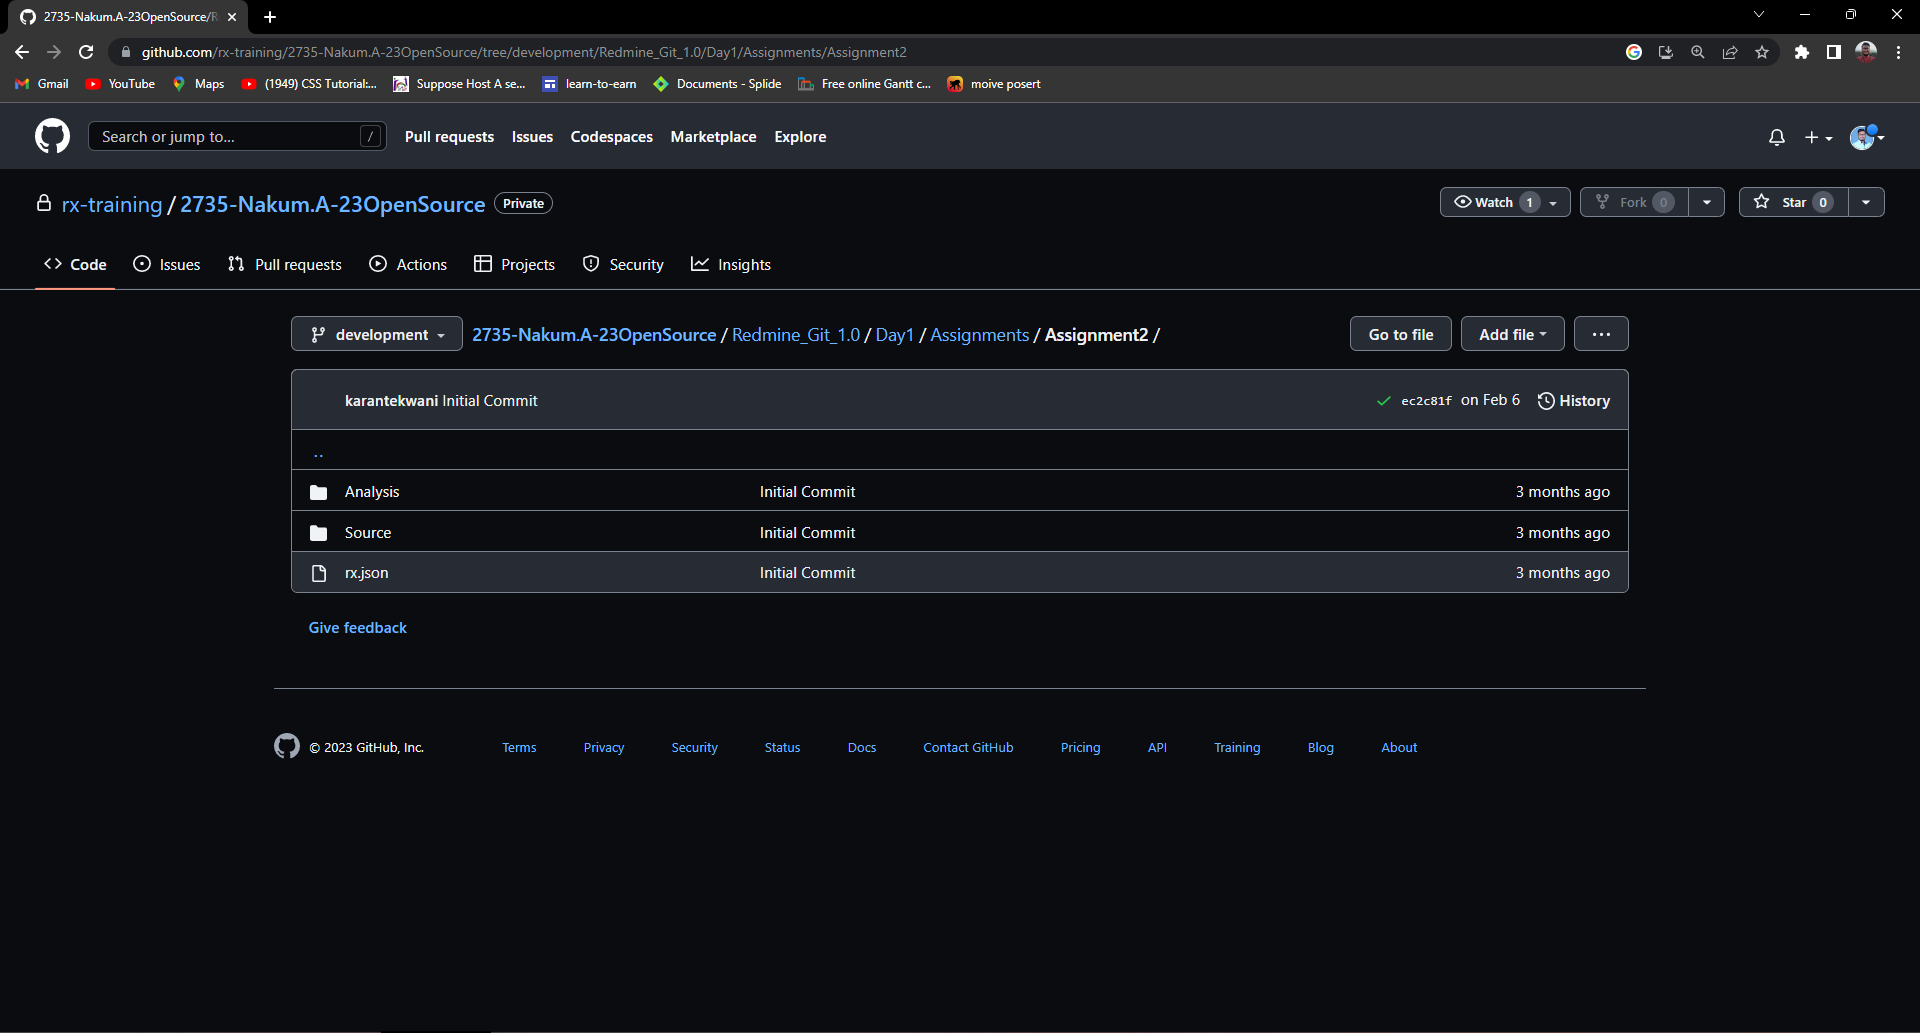 2735-Nakum.A-23OpenSource/R
github.com/rx-training/2735-Nakum.A-23OpenSource/tree/development/Redmine_Git_1.0/Day1/Assignments/Assignment2
Gmail YouTube Maps (1949) CSS Tutorial:... Suppose Host A se... learn-to-earn Documents - Splide Free online Gantt c... moive posert
Search or jump to... / Pull requests Issues Codespaces Marketplace Explore
rx-training / 2735-Nakum.A-23OpenSource Private Watch 1 Fork 0 Star 0
Code Issues Pull requests Actions Projects Security Insights
development 2735-Nakum.A-23OpenSource / Redmine_Git_1.0 / Day1 / Assignments / Assignment2 / Go to file Add file ...
karantekwani Initial Commit ec2c81f on Feb 6 History
..
Analysis Initial Commit 3 months ago
Source Initial Commit 3 months ago
rx.json Initial Commit 3 months ago
Give feedback
© 2023 GitHub, Inc. Terms Privacy Security Status Docs Contact GitHub Pricing API Training Blog About